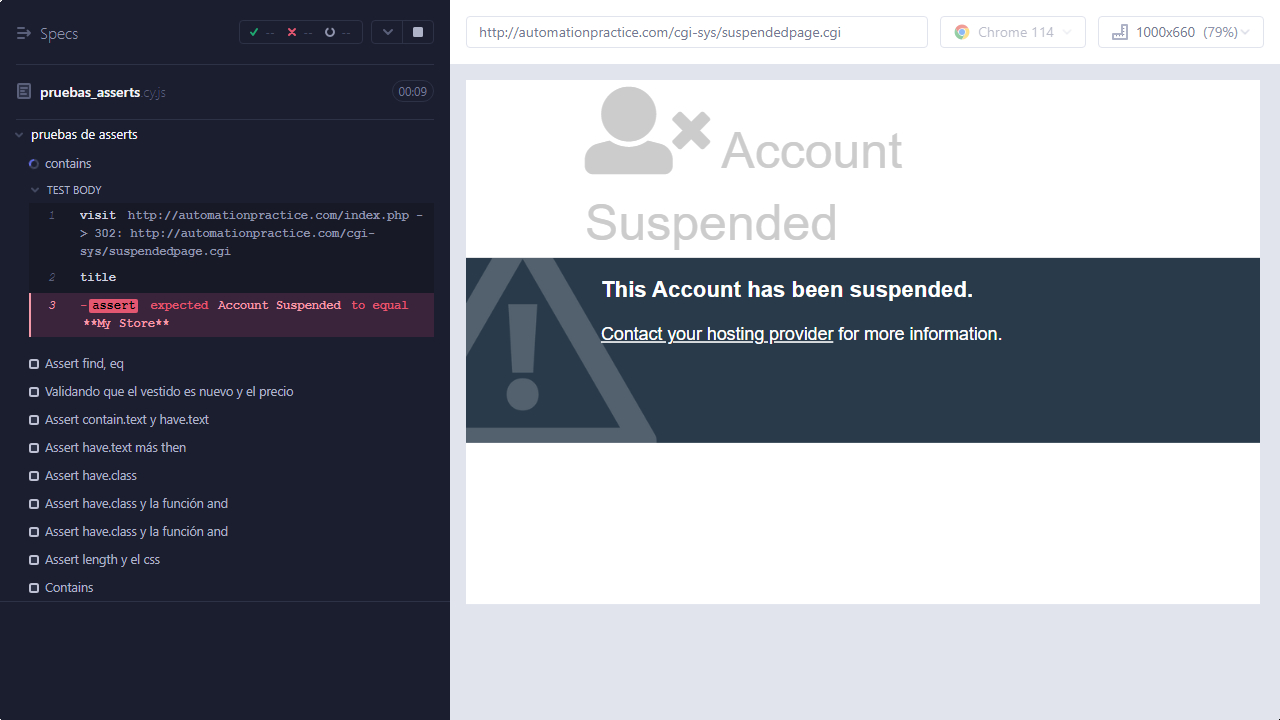 Specs
--
--
--
pruebas_asserts.cy.js
00:09
pruebas de asserts
contains
TEST BODY
1 visit http://automationpractice.com/index.php -
> 302: http://automationpractice.com/cgi-
sys/suspendedpage.cgi
2 title
3 -assert expected Account Suspended to equal
**My Store**
Assert find, eq
Validando que el vestido es nuevo y el precio
Assert contain.text y have.text
Assert have.text más then
Assert have.class
Assert have.class y la función and
Assert have.class y la función and
Assert length y el css
Contains
http://automationpractice.com/cgi-sys/suspendedpage.cgi
Chrome 114
1000x660 (79%)
Account
Suspended
This Account has been suspended.
Contact your hosting provider for more information.